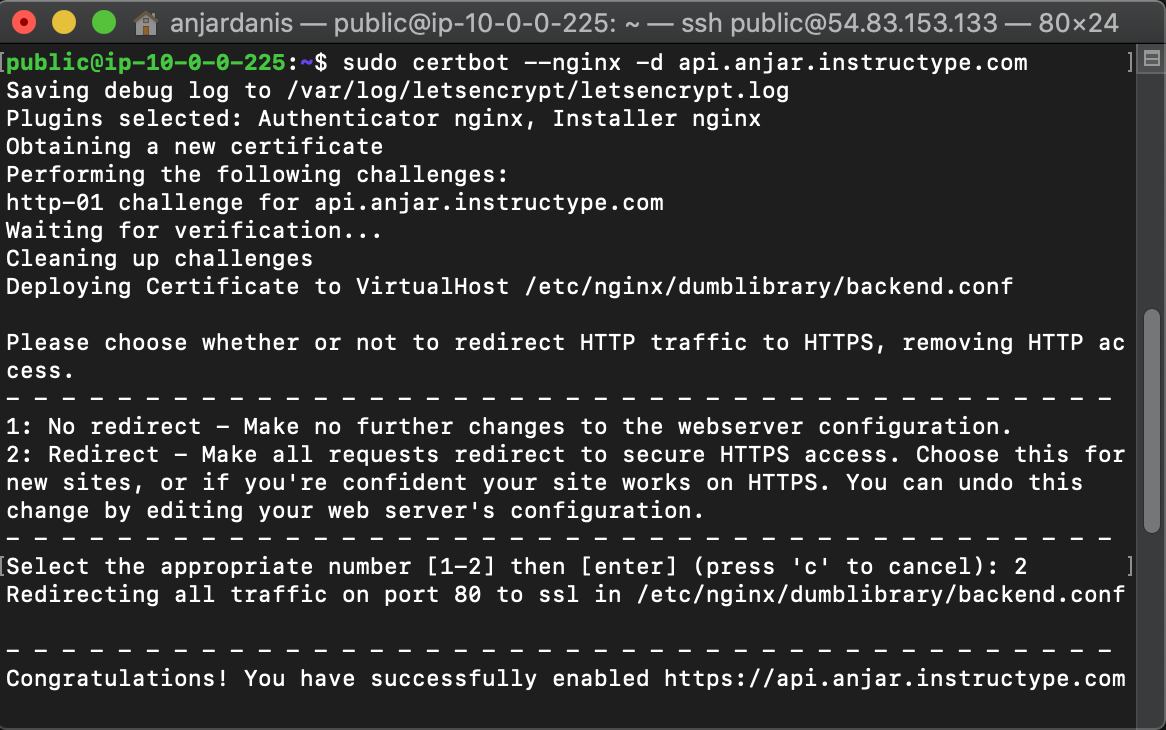 anjardanis — public@ip-10-0-0-225: ~ — ssh public@54.83.153.133 — 80×24
[public@ip-10-0-0-225:~$ sudo certbot --nginx -d api.anjar.instructype.com ]
Saving debug log to /var/log/letsencrypt/letsencrypt.log
Plugins selected: Authenticator nginx, Installer nginx
Obtaining a new certificate
Performing the following challenges:
http-01 challenge for api.anjar.instructype.com
Waiting for verification...
Cleaning up challenges
Deploying Certificate to VirtualHost /etc/nginx/dumblibrary/backend.conf
Please choose whether or not to redirect HTTP traffic to HTTPS, removing HTTP ac
cess.
- - - - - - - - - - - - - - - - - - - - - - - - - - - - - - - - - - - - - - - -
1: No redirect - Make no further changes to the webserver configuration.
2: Redirect - Make all requests redirect to secure HTTPS access. Choose this for
new sites, or if you're confident your site works on HTTPS. You can undo this
change by editing your web server's configuration.
- - - - - - - - - - - - - - - - - - - - - - - - - - - - - - - - - - - - - - - -
[Select the appropriate number [1-2] then [enter] (press 'c' to cancel): 2 ]
Redirecting all traffic on port 80 to ssl in /etc/nginx/dumblibrary/backend.conf
- - - - - - - - - - - - - - - - - - - - - - - - - - - - - - - - - - - - - - - -
Congratulations! You have successfully enabled https://api.anjar.instructype.com